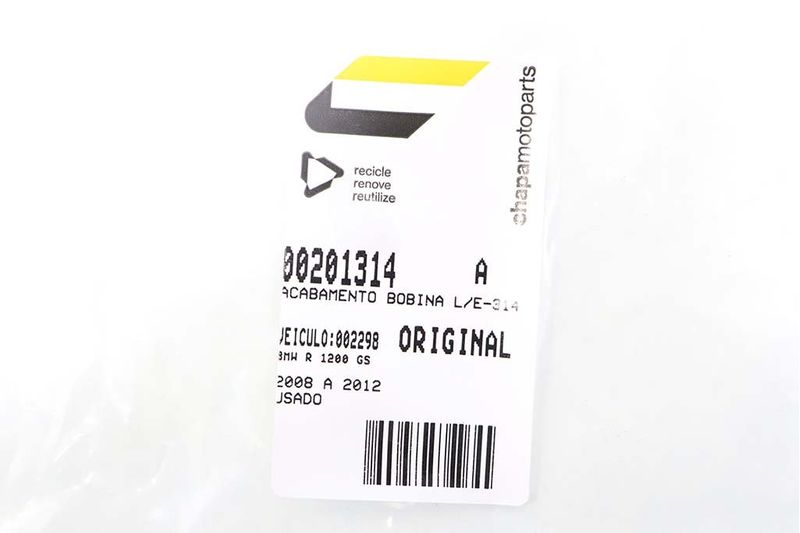 recicle
renove
reutilize
chapamotoparts
00201314 A
ACABAMENTO BOBINA L/E-314
VEICULO:002298 ORIGINAL
BMW R 1200 GS
2008 A 2012
USADO